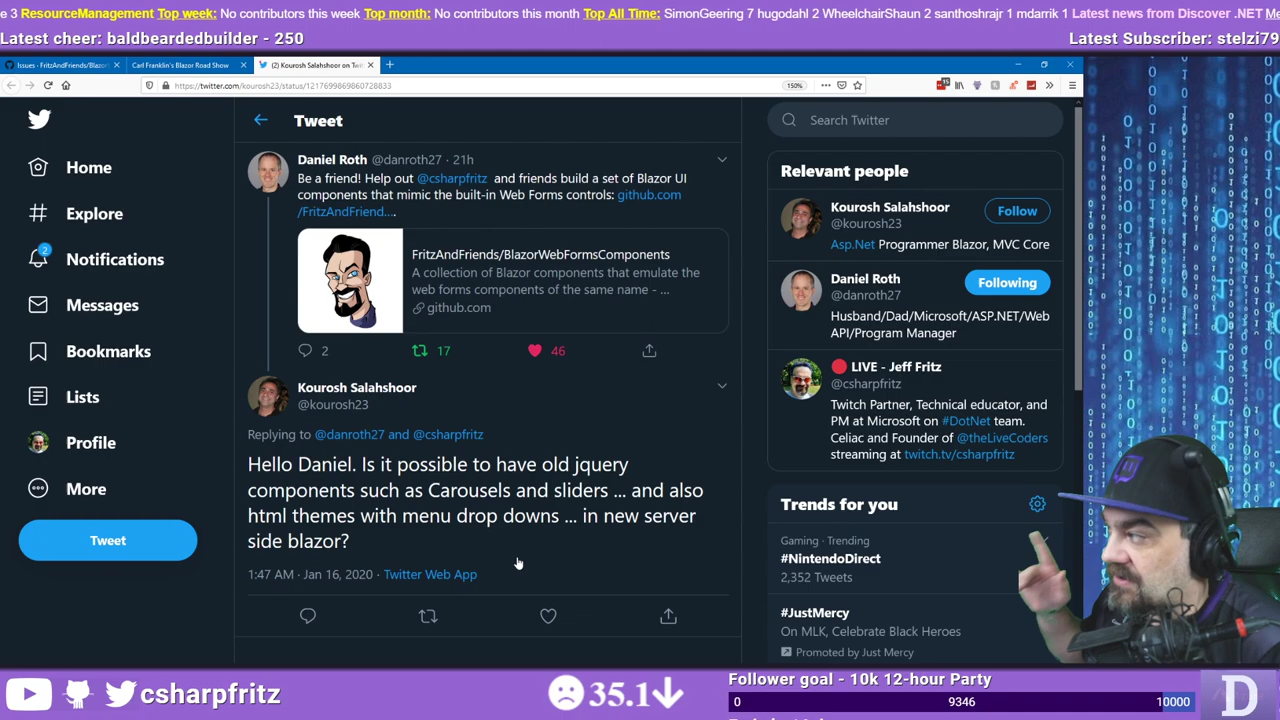 e 3 ResourceManagement Top week: No contributors this week Top month: No contributors this month Top All Time: SimonGeering 7 hugodahl 2 WheelchairShaun 2 santhoshrajr 1 mdarrik 1 Latest news from Discover .NET Me
Latest cheer: baldbeardedbuilder - 250
Latest Subscriber: stelzi79
Issues - FritzAndFriends/Blazor
Carl Franklin's Blazor Road Show
(2) Kourosh Salahshoor on Twi
https://twitter.com/kourosh23/status/1217699869860728833
150%
15
Home
Explore
2
Notifications
Messages
Bookmarks
Lists
Profile
More
Tweet
Tweet
Daniel Roth @danroth27 · 21h
Be a friend! Help out @csharpfritz and friends build a set of Blazor UI
components that mimic the built-in Web Forms controls: github.com
/FritzAndFriend....
FritzAndFriends/BlazorWebFormsComponents
A collection of Blazor components that emulate the
web forms components of the same name - ...
github.com
2
17
46
Kourosh Salahshoor
@kourosh23
Replying to @danroth27 and @csharpfritz
Hello Daniel. Is it possible to have old jquery
components such as Carousels and sliders ... and also
html themes with menu drop downs ... in new server
side blazor?
1:47 AM · Jan 16, 2020 · Twitter Web App
Search Twitter
Relevant people
Kourosh Salahshoor
@kourosh23
Follow
Asp.Net Programmer Blazor, MVC Core
Daniel Roth
@danroth27
Following
Husband/Dad/Microsoft/ASP.NET/Web
API/Program Manager
LIVE - Jeff Fritz
@csharpfritz
Twitch Partner, Technical educator, and
PM at Microsoft on #DotNet team.
Celiac and Founder of @theLiveCoders
streaming at twitch.tv/csharpfritz
Trends for you
Gaming · Trending
#NintendoDirect
2,352 Tweets
#JustMercy
On MLK, Celebrate Black Heroes
Promoted by Just Mercy
csharpfritz
35.1
Follower goal - 10k 12-hour Party
0
9346
10000
D